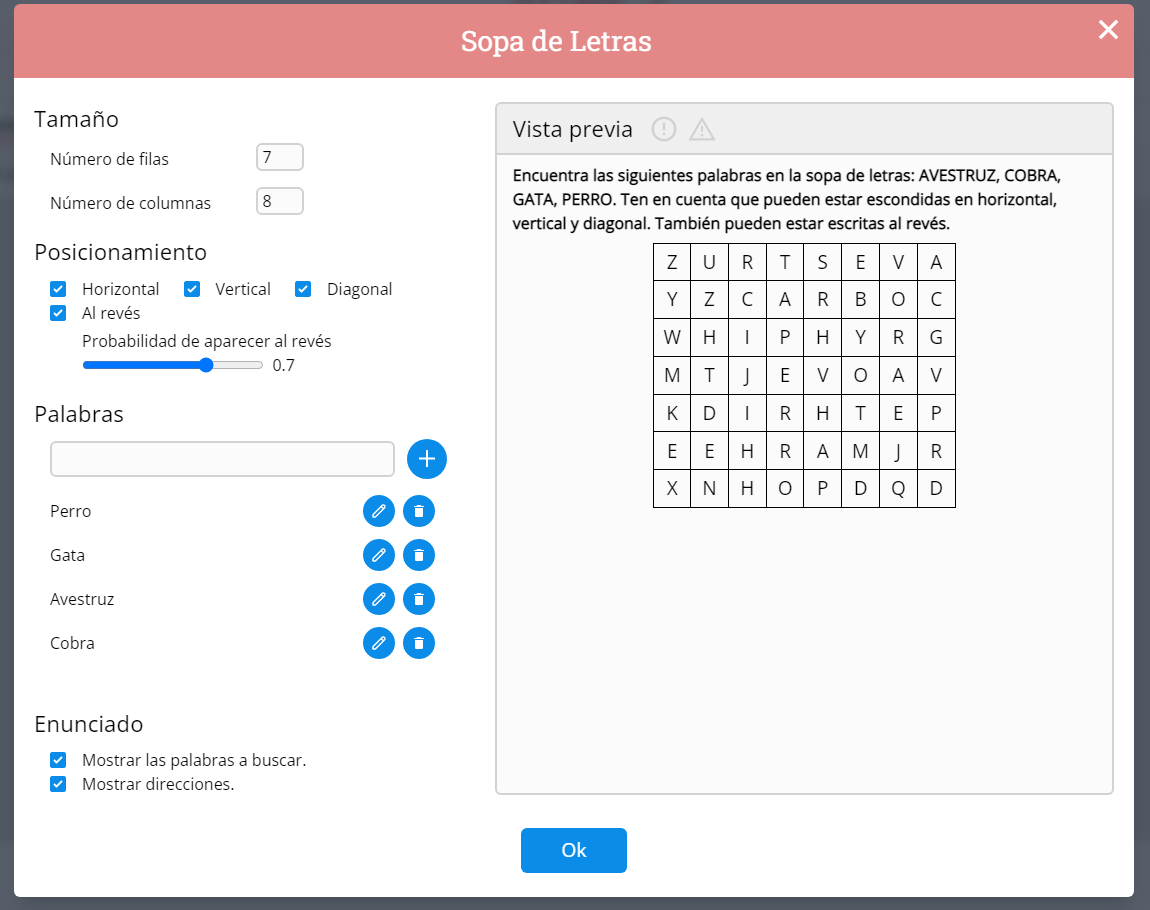 Sopa de Letras
Tamaño
Número de filas 7
Número de columnas 8
Posicionamiento
Horizontal Vertical Diagonal
Al revés
Probabilidad de aparecer al revés
0.7
Palabras
Perro
Gata
Avestruz
Cobra
Enunciado
Mostrar las palabras a buscar.
Mostrar direcciones.
Vista previa
Encuentra las siguientes palabras en la sopa de letras: AVESTRUZ, COBRA,
GATA, PERRO. Ten en cuenta que pueden estar escondidas en horizontal,
vertical y diagonal. También pueden estar escritas al revés.
Z U R T S E V A
Y Z C A R B O C
W H I P H Y R G
M T J E V O A V
K D I R H T E P
E E H R A M J R
X N H O P D Q D
Ok